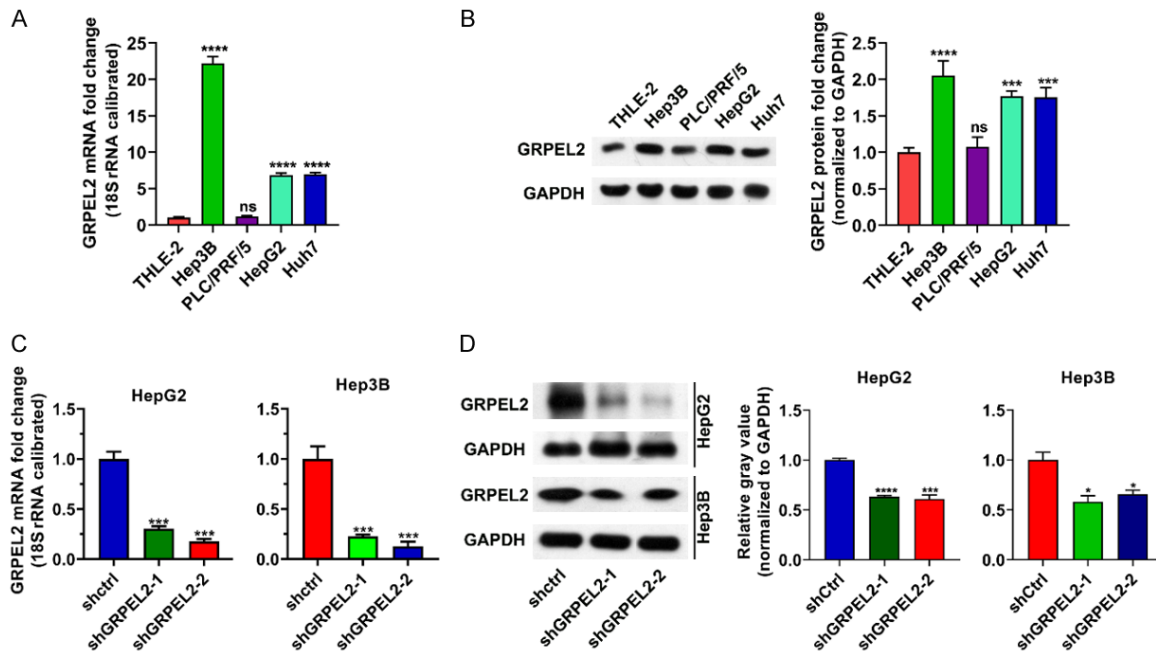 A
GRPEL2 mRNA fold change
(18S rRNA calibrated)
25
20
15
10
5
0
****
ns
****
****
THLE-2
Hep3B
PLC/PRF/5
HepG2
Huh7
B
THLE-2
Hep3B
PLC/PRF/5
HepG2
Huh7
GRPEL2
GAPDH
GRPEL2 protein fold change
(normalized to GAPDH)
2.5
2.0
1.5
1.0
0.5
0.0
****
ns
***
***
THLE-2
Hep3B
PLC/PRF/5
HepG2
Huh7
C
GRPEL2 mRNA fold change
(18S rRNA calibrated)
HepG2
1.5
1.0
0.5
0.0
***
***
shctrl
shGRPEL2-1
shGRPEL2-2
Hep3B
1.5
1.0
0.5
0.0
***
***
shctrl
shGRPEL2-1
shGRPEL2-2
D
GRPEL2
GAPDH
HepG2
GRPEL2
GAPDH
Hep3B
shctrl
shGRPEL2-1
shGRPEL2-2
Relative gray value
(normalized to GAPDH)
HepG2
1.5
1.0
0.5
0.0
****
***
shCtrl
shGRPEL2-1
shGRPEL2-2
Hep3B
1.5
1.0
0.5
0.0
*
*
shCtrl
shGRPEL2-1
shGRPEL2-2